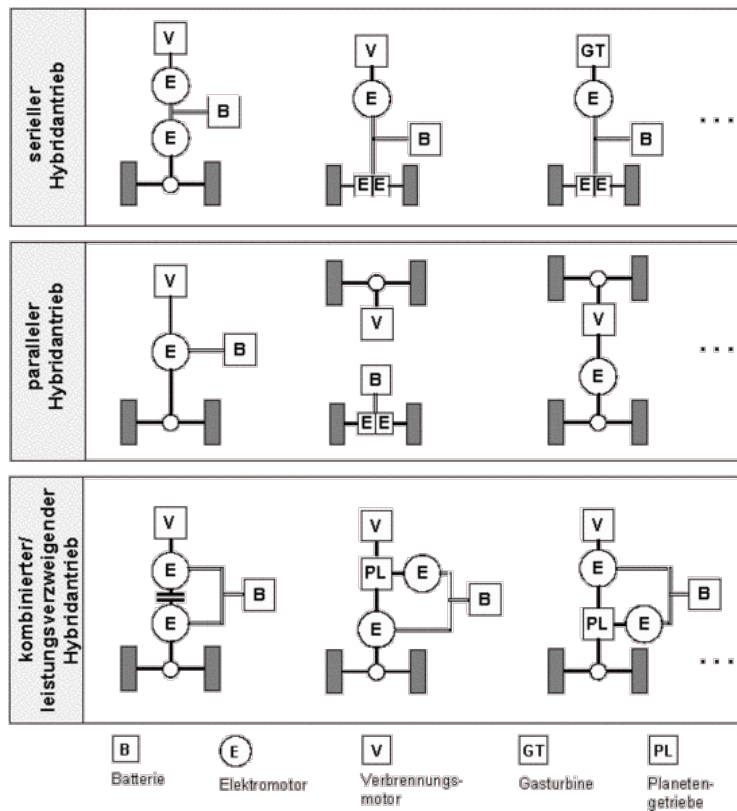 serieller
Hybridantrieb
V
E
B
E
V
E
B
E E
GT
E
B
E E
...
paralleler
Hybridantrieb
V
E
B
V
B
E E
V
E
...
kombinierter/
leistungsverzweigender
Hybridantrieb
V
E
B
E
V
PL
E
B
E
V
E
B
PL
E
...
B
Batterie
E
Elektromotor
V
Verbrennungs-
motor
GT
Gasturbine
PL
Planeten-
getriebe